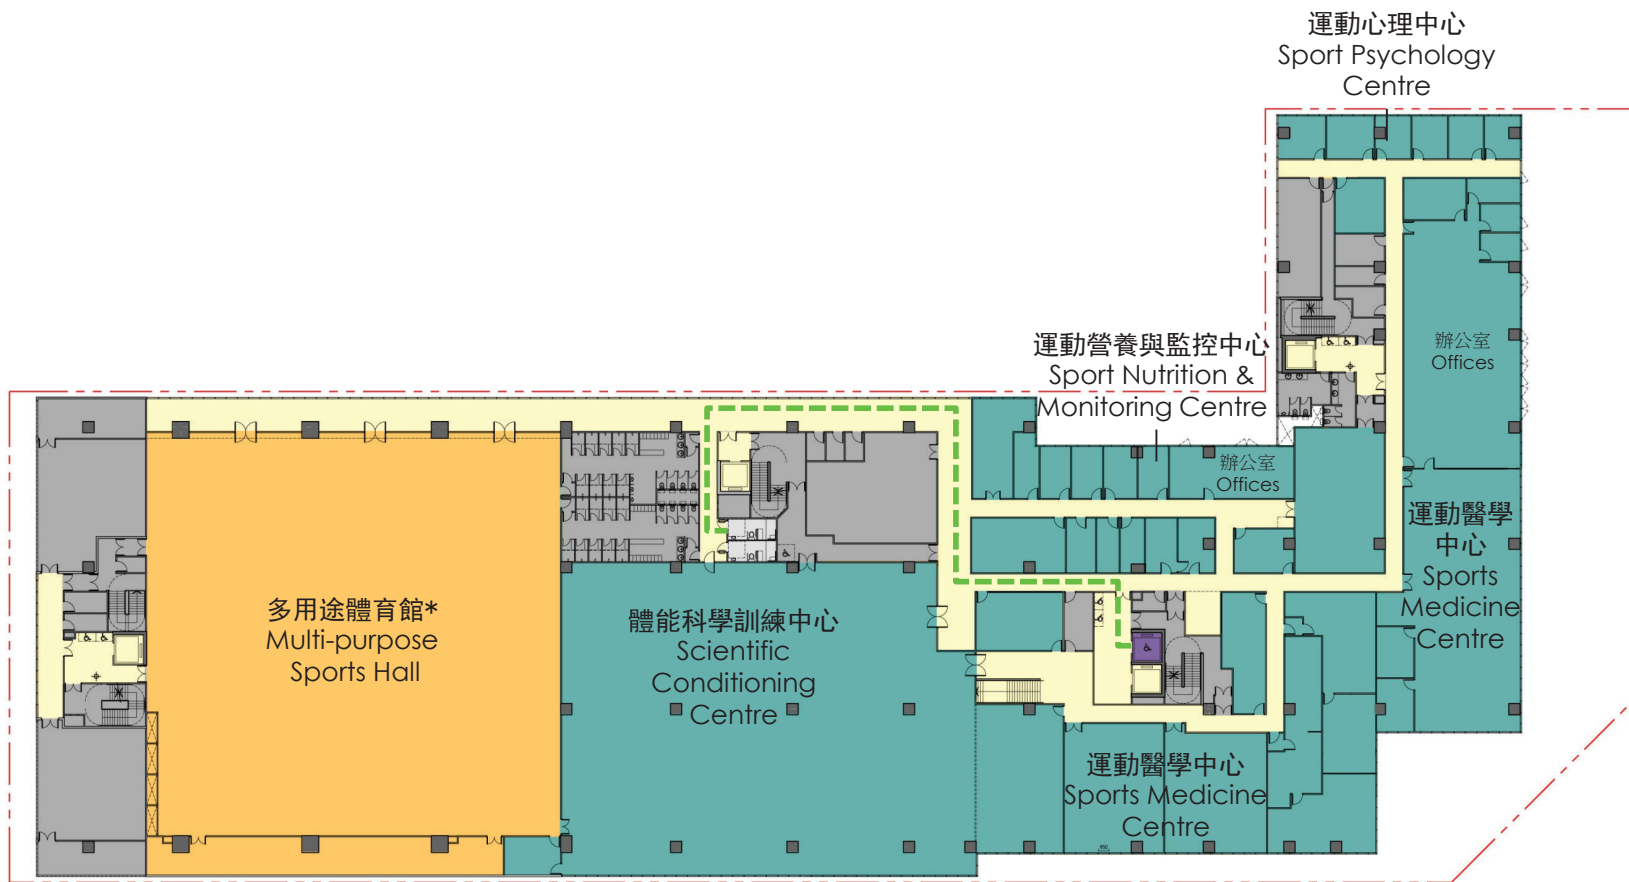 運動心理中心
Sport Psychology
Centre
運動營養與監控中心
Sport Nutrition &
Monitoring Centre
辦公室
Offices
辦公室
Offices
運動醫學
中心
Sports
Medicine
Centre
多用途體育館*
Multi-purpose
Sports Hall
體能科學訓練中心
Scientific
Conditioning
Centre
運動醫學中心
Sports Medicine
Centre